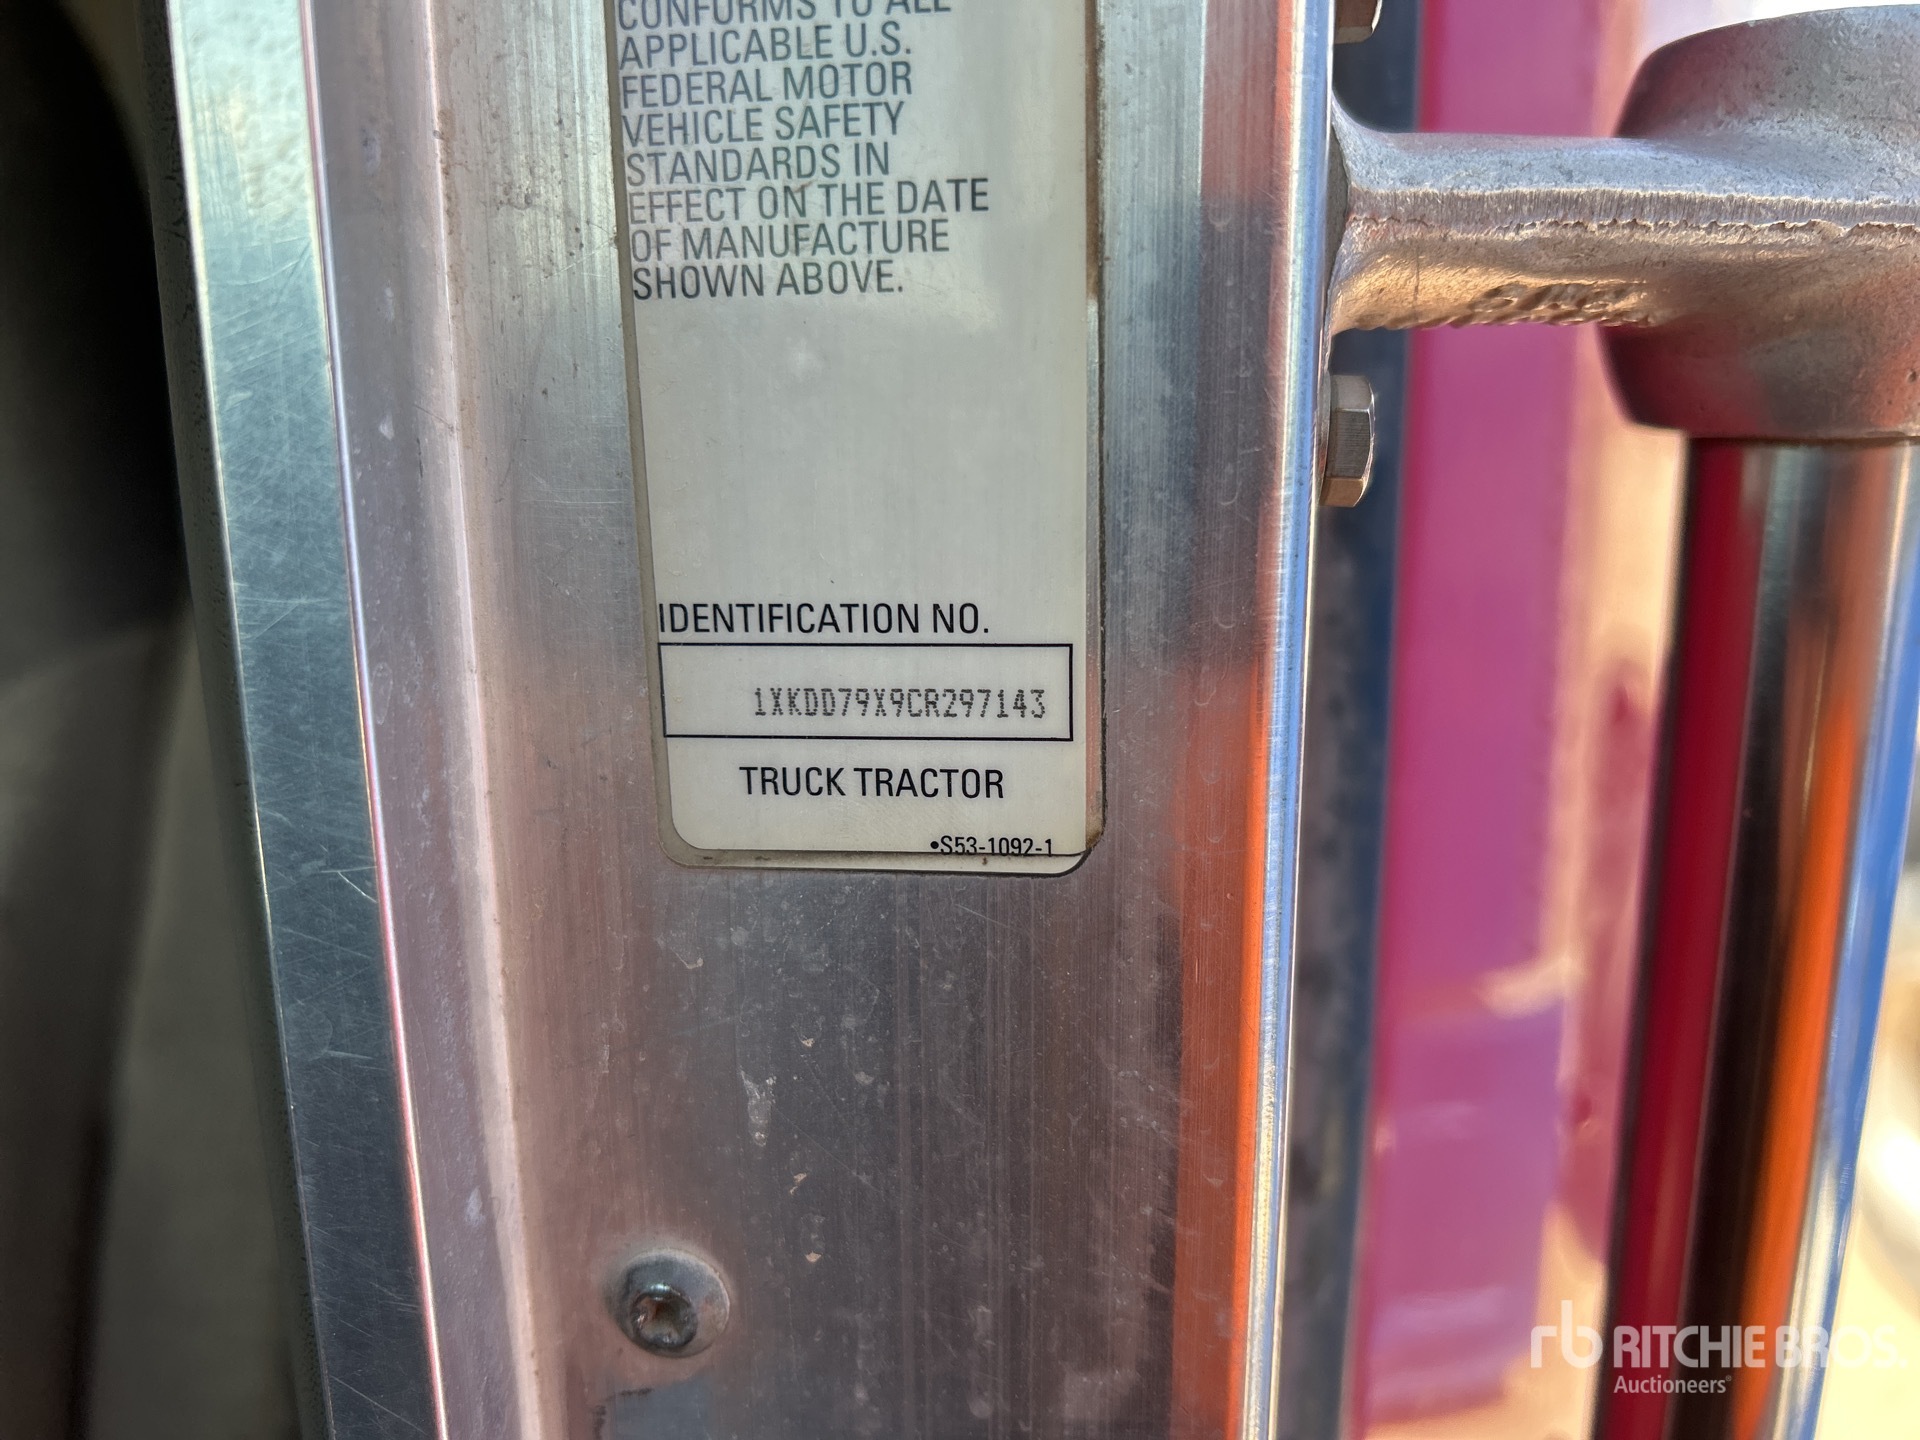 CONFORMS TO ALL
APPLICABLE U.S.
FEDERAL MOTOR
VEHICLE SAFETY
STANDARDS IN
EFFECT ON THE DATE
OF MANUFACTURE
SHOWN ABOVE.
IDENTIFICATION NO.
1XKDD79X9CR297143
TRUCK TRACTOR
•S53-1092-1
rb RITCHIE BROS.
Auctioneers®